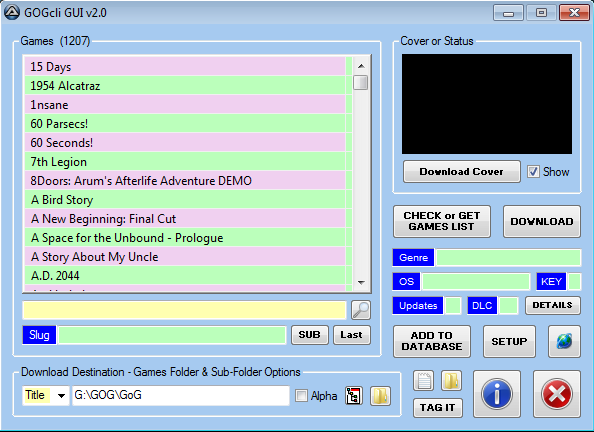 GOGcli GUI v2.0
Games (1207)
15 Days
1954 Alcatraz
1nsane
60 Parsecs!
60 Seconds!
7th Legion
8Doors: Arum's Afterlife Adventure DEMO
A Bird Story
A New Beginning: Final Cut
A Space for the Unbound - Prologue
A Story About My Uncle
A.D. 2044
Slug
SUB
Last
Cover or Status
Download Cover
Show
CHECK or GET
GAMES LIST
DOWNLOAD
Genre
OS
KEY
Updates
DLC
DETAILS
ADD TO
DATABASE
SETUP
Download Destination - Games Folder & Sub-Folder Options
Title
G:\GOG\GoG
Alpha
TAG IT